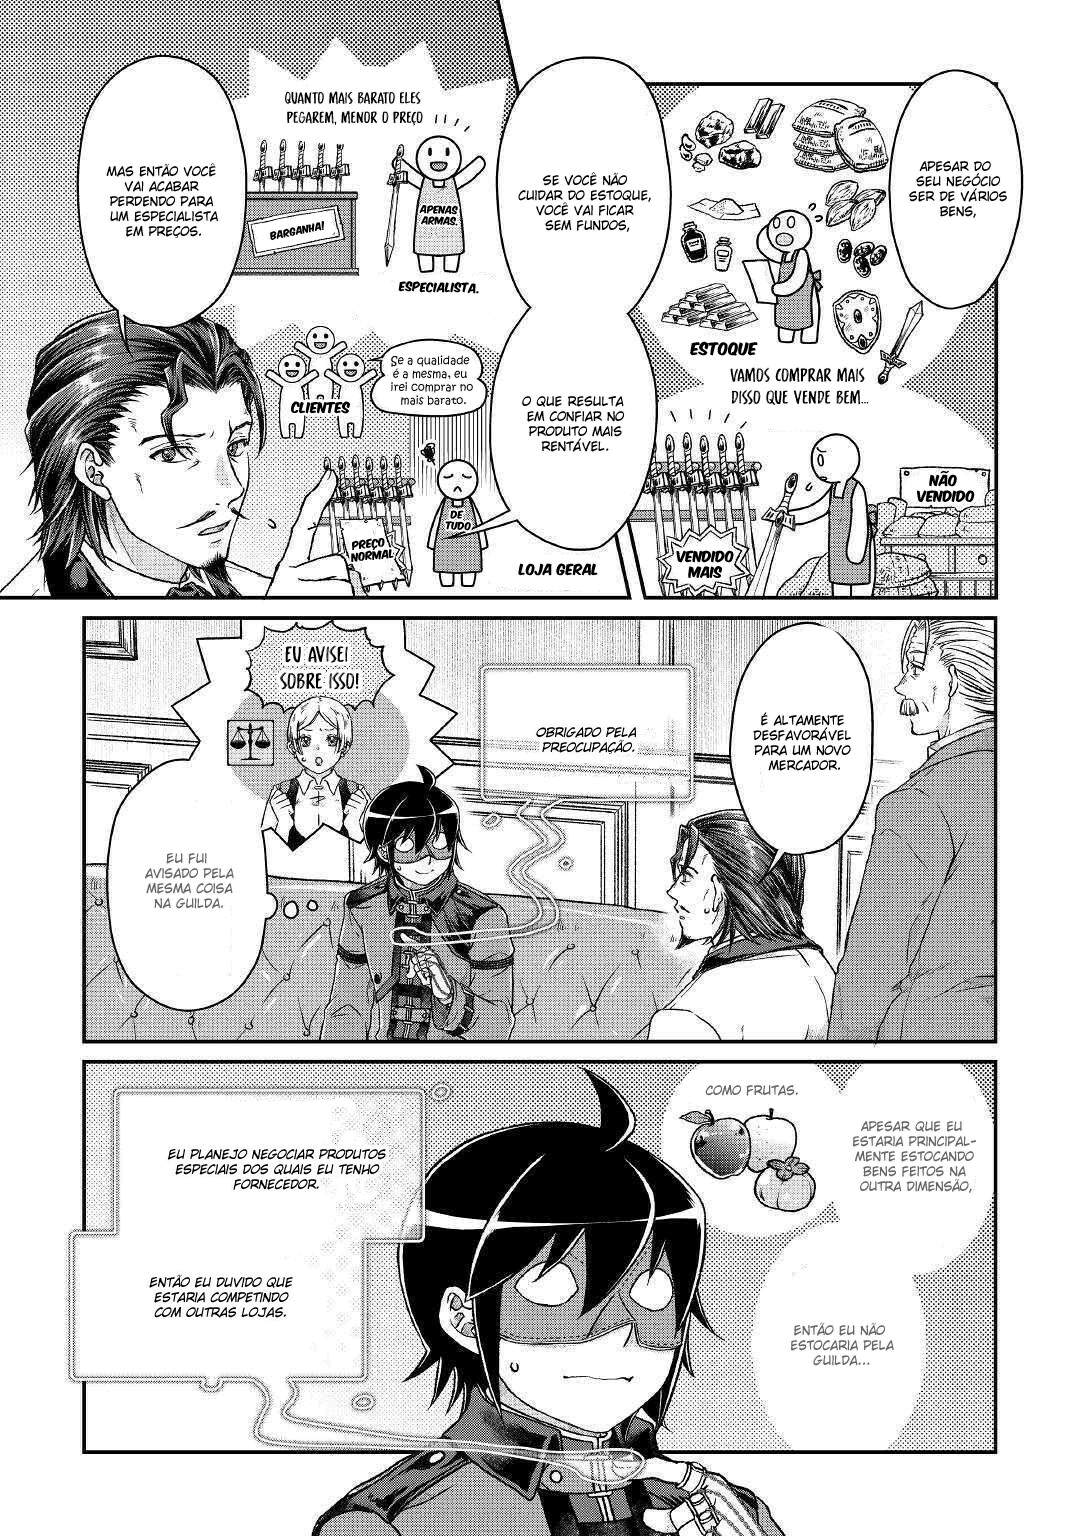 APESAR DO
SEU NEGÓCIO
SER DE VÁRIOS
BENS,
ESTOQUE
SE VOCÊ NÃO
CUIDAR DO ESTOQUE,
VOCÊ VAI FICAR
SEM FUNDOS,
VAMOS COMPRAR MAIS
DISSO QUE VENDE BEM...
NÃO
VENDIDO
VENDIDO
MAIS
O QUE RESULTA
EM CONFIAR NO
PRODUTO MAIS
RENTÁVEL.
QUANTO MAIS BARATO ELES
PEGAREM, MENOR O PREÇO
APENAS
ARMAS.
BARGANHA!
ESPECIALISTA.
MAS ENTÃO VOCÊ
VAI ACABAR
PERDENDO PARA
UM ESPECIALISTA
EM PREÇOS.
Se a qualidade
é a mesma, eu
irei comprar no
mais barato.
CLIENTES
DE
TUDO
PREÇO
NORMAL
LOJA GERAL
É ALTAMENTE
DESFAVORÁVEL
PARA UM NOVO
MERCADOR.
OBRIGADO PELA
PREOCUPAÇÃO.
EU AVISEI
SOBRE ISSO!
EU FUI
AVISADO PELA
MESMA COISA
NA GUILDA.
APESAR QUE EU
ESTARIA PRINCIPAL-
MENTE ESTOCANDO
BENS FEITOS NA
OUTRA DIMENSÃO,
COMO FRUTAS.
ENTÃO EU NÃO
ESTOCARIA PELA
GUILDA...
EU PLANEJO NEGOCIAR PRODUTOS
ESPECIAIS DOS QUAIS EU TENHO
FORNECEDOR.
ENTÃO EU DUVIDO QUE
ESTARIA COMPETINDO
COM OUTRAS LOJAS.